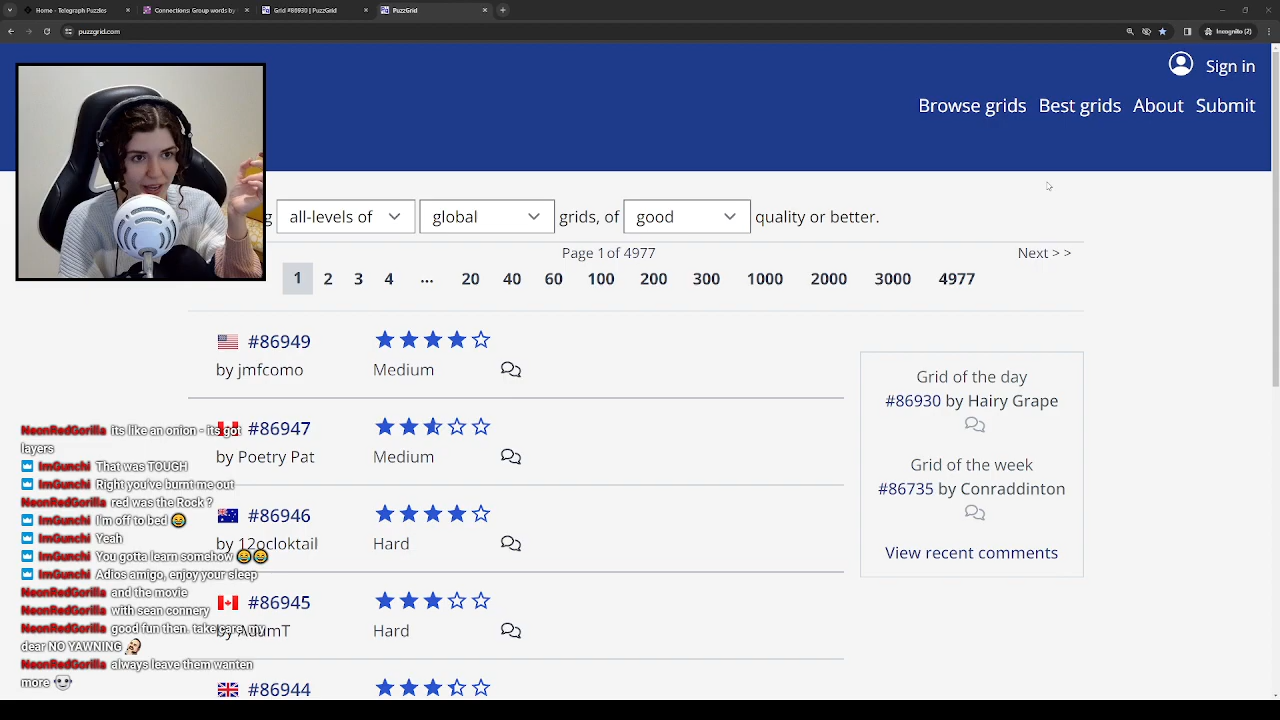 Home - Telegraph Puzzles
Connections: Group words by
Grid #86930 | PuzzGrid
PuzzGrid
puzzgrid.com
Incognito (2)
Sign in
Browse grids Best grids About Submit
all-levels of global grids, of good quality or better.
Page 1 of 4977
Next > >
1 2 3 4 ... 20 40 60 100 200 300 1000 2000 3000 4977
#86949
by jmfcomo Medium
#86947
by Poetry Pat Medium
#86946
by 12ocloktail Hard
#86945
Hard
#86944
Grid of the day
#86930 by Hairy Grape
Grid of the week
#86735 by Conraddinton
View recent comments
NeonRedGorilla its like an onion - its got
layers
ImGunchi That was TOUGH
ImGunchi Right you've burnt me out
NeonRedGorilla red was the Rock ?
ImGunchi I'm off to bed 😂
ImGunchi Yeah
ImGunchi You gotta learn somehow 😂😂
ImGunchi Adios amigo, enjoy your sleep
NeonRedGorilla and the movie
NeonRedGorilla with sean connery
NeonRedGorilla good fun then. take care my
dear NO YAWNING
NeonRedGorilla always leave them wanten
more